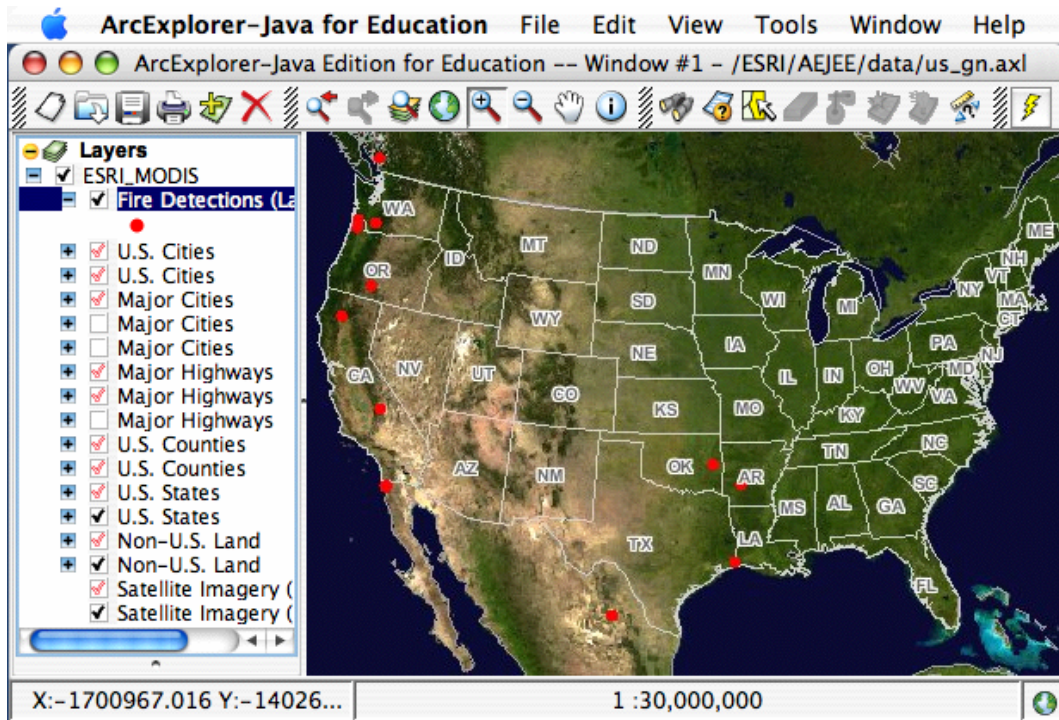 ArcExplorer-Java for Education File Edit View Tools Window Help
ArcExplorer-Java Edition for Education -- Window #1 - /ESRI/AEJEE/data/us_gn.axl
Layers
ESRI_MODIS
Fire Detections (La
U.S. Cities
U.S. Cities
Major Cities
Major Cities
Major Cities
Major Highways
Major Highways
Major Highways
U.S. Counties
U.S. Counties
U.S. States
U.S. States
Non-U.S. Land
Non-U.S. Land
Satellite Imagery (
Satellite Imagery (
WA
MT
ND
ME
OR
ID
MN
VT
NH
NY
SD
WI
MI
MA
WY
CT
NE
IA
PA
NJ
CA
NV
UT
CO
IL
IN
OH
MD
WV
VA
KS
MO
KY
AZ
NM
OK
AR
TN
NC
SC
MS
AL
GA
TX
LA
FL
X:-1700967.016 Y:-14026...
1 :30,000,000